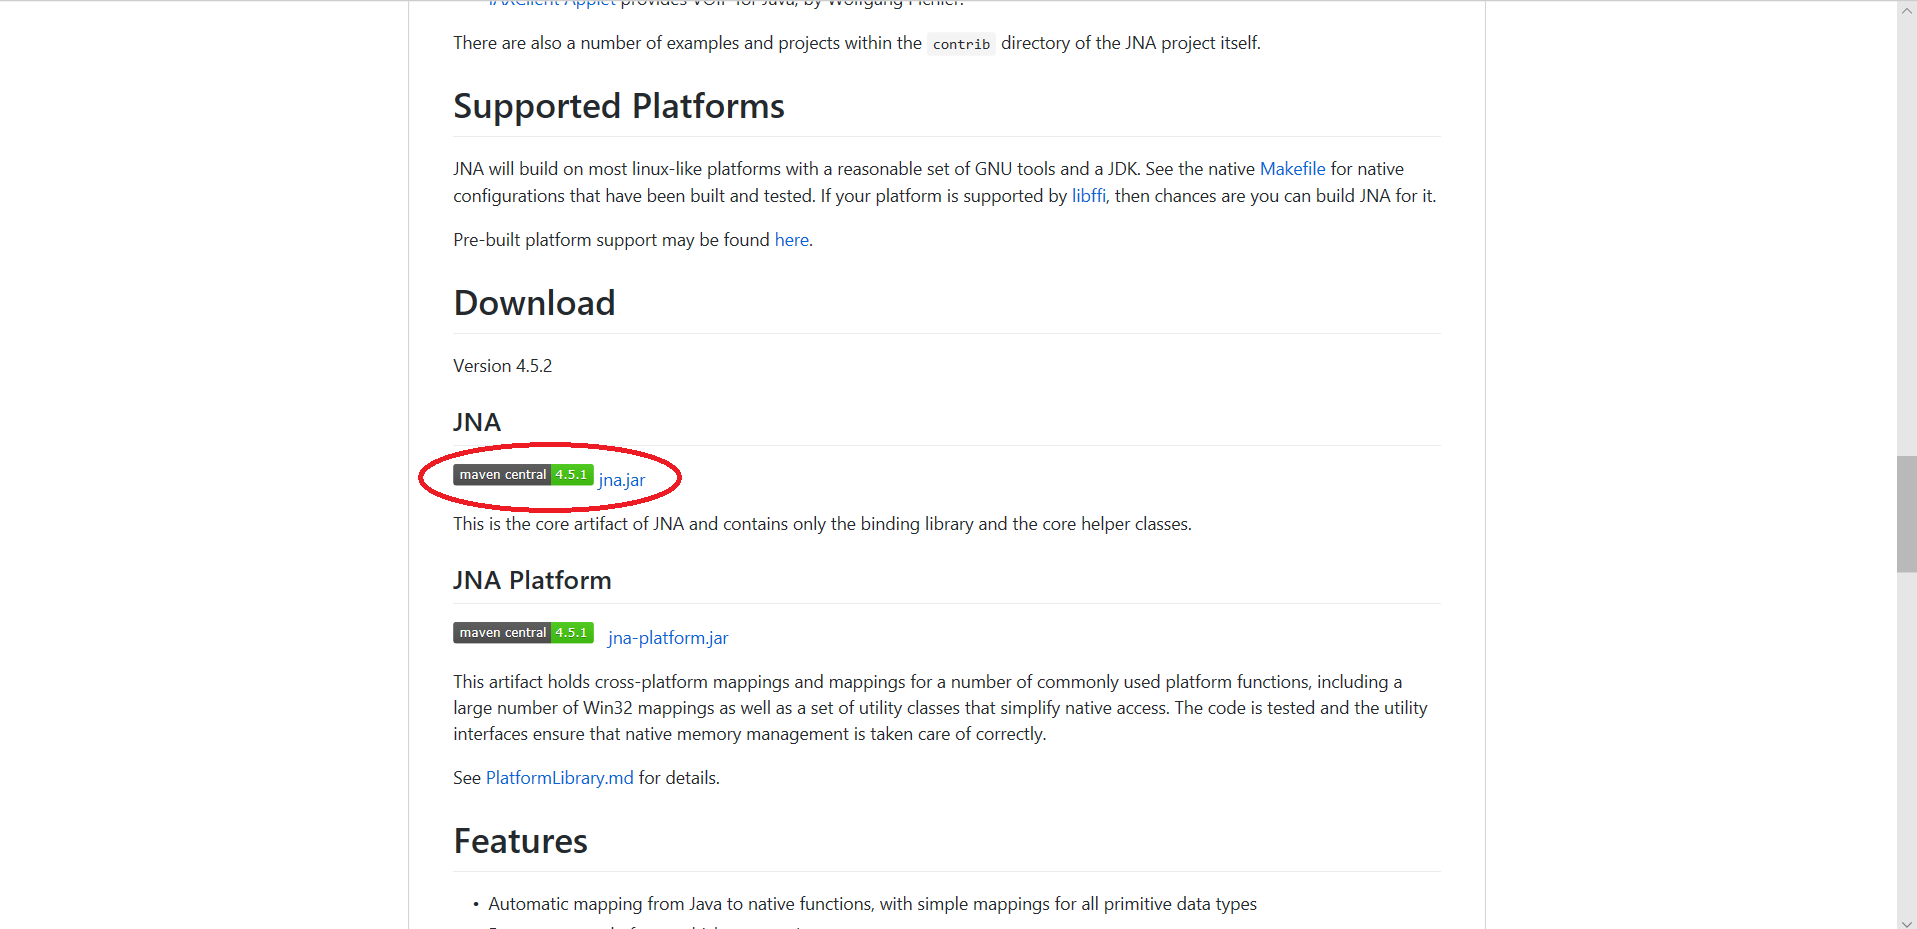 IAXClient Applet provides VOIP for Java, by Wolfgang Pichler.
There are also a number of examples and projects within the contrib directory of the JNA project itself.
Supported Platforms
JNA will build on most linux-like platforms with a reasonable set of GNU tools and a JDK. See the native Makefile for native
configurations that have been built and tested. If your platform is supported by libffi, then chances are you can build JNA for it.
Pre-built platform support may be found here.
Download
Version 4.5.2
JNA
maven central 4.5.1 jna.jar
This is the core artifact of JNA and contains only the binding library and the core helper classes.
JNA Platform
maven central 4.5.1 jna-platform.jar
This artifact holds cross-platform mappings and mappings for a number of commonly used platform functions, including a
large number of Win32 mappings as well as a set of utility classes that simplify native access. The code is tested and the utility
interfaces ensure that native memory management is taken care of correctly.
See PlatformLibrary.md for details.
Features
• Automatic mapping from Java to native functions, with simple mappings for all primitive data types